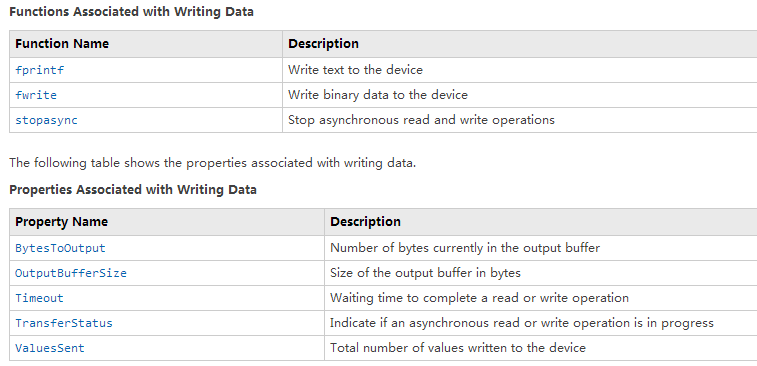 Functions Associated with Writing Data
Function Name Description
fprintf Write text to the device
fwrite Write binary data to the device
stopasync Stop asynchronous read and write operations
The following table shows the properties associated with writing data.
Properties Associated with Writing Data
Property Name Description
BytesToOutput Number of bytes currently in the output buffer
OutputBufferSize Size of the output buffer in bytes
Timeout Waiting time to complete a read or write operation
TransferStatus Indicate if an asynchronous read or write operation is in progress
ValuesSent Total number of values written to the device